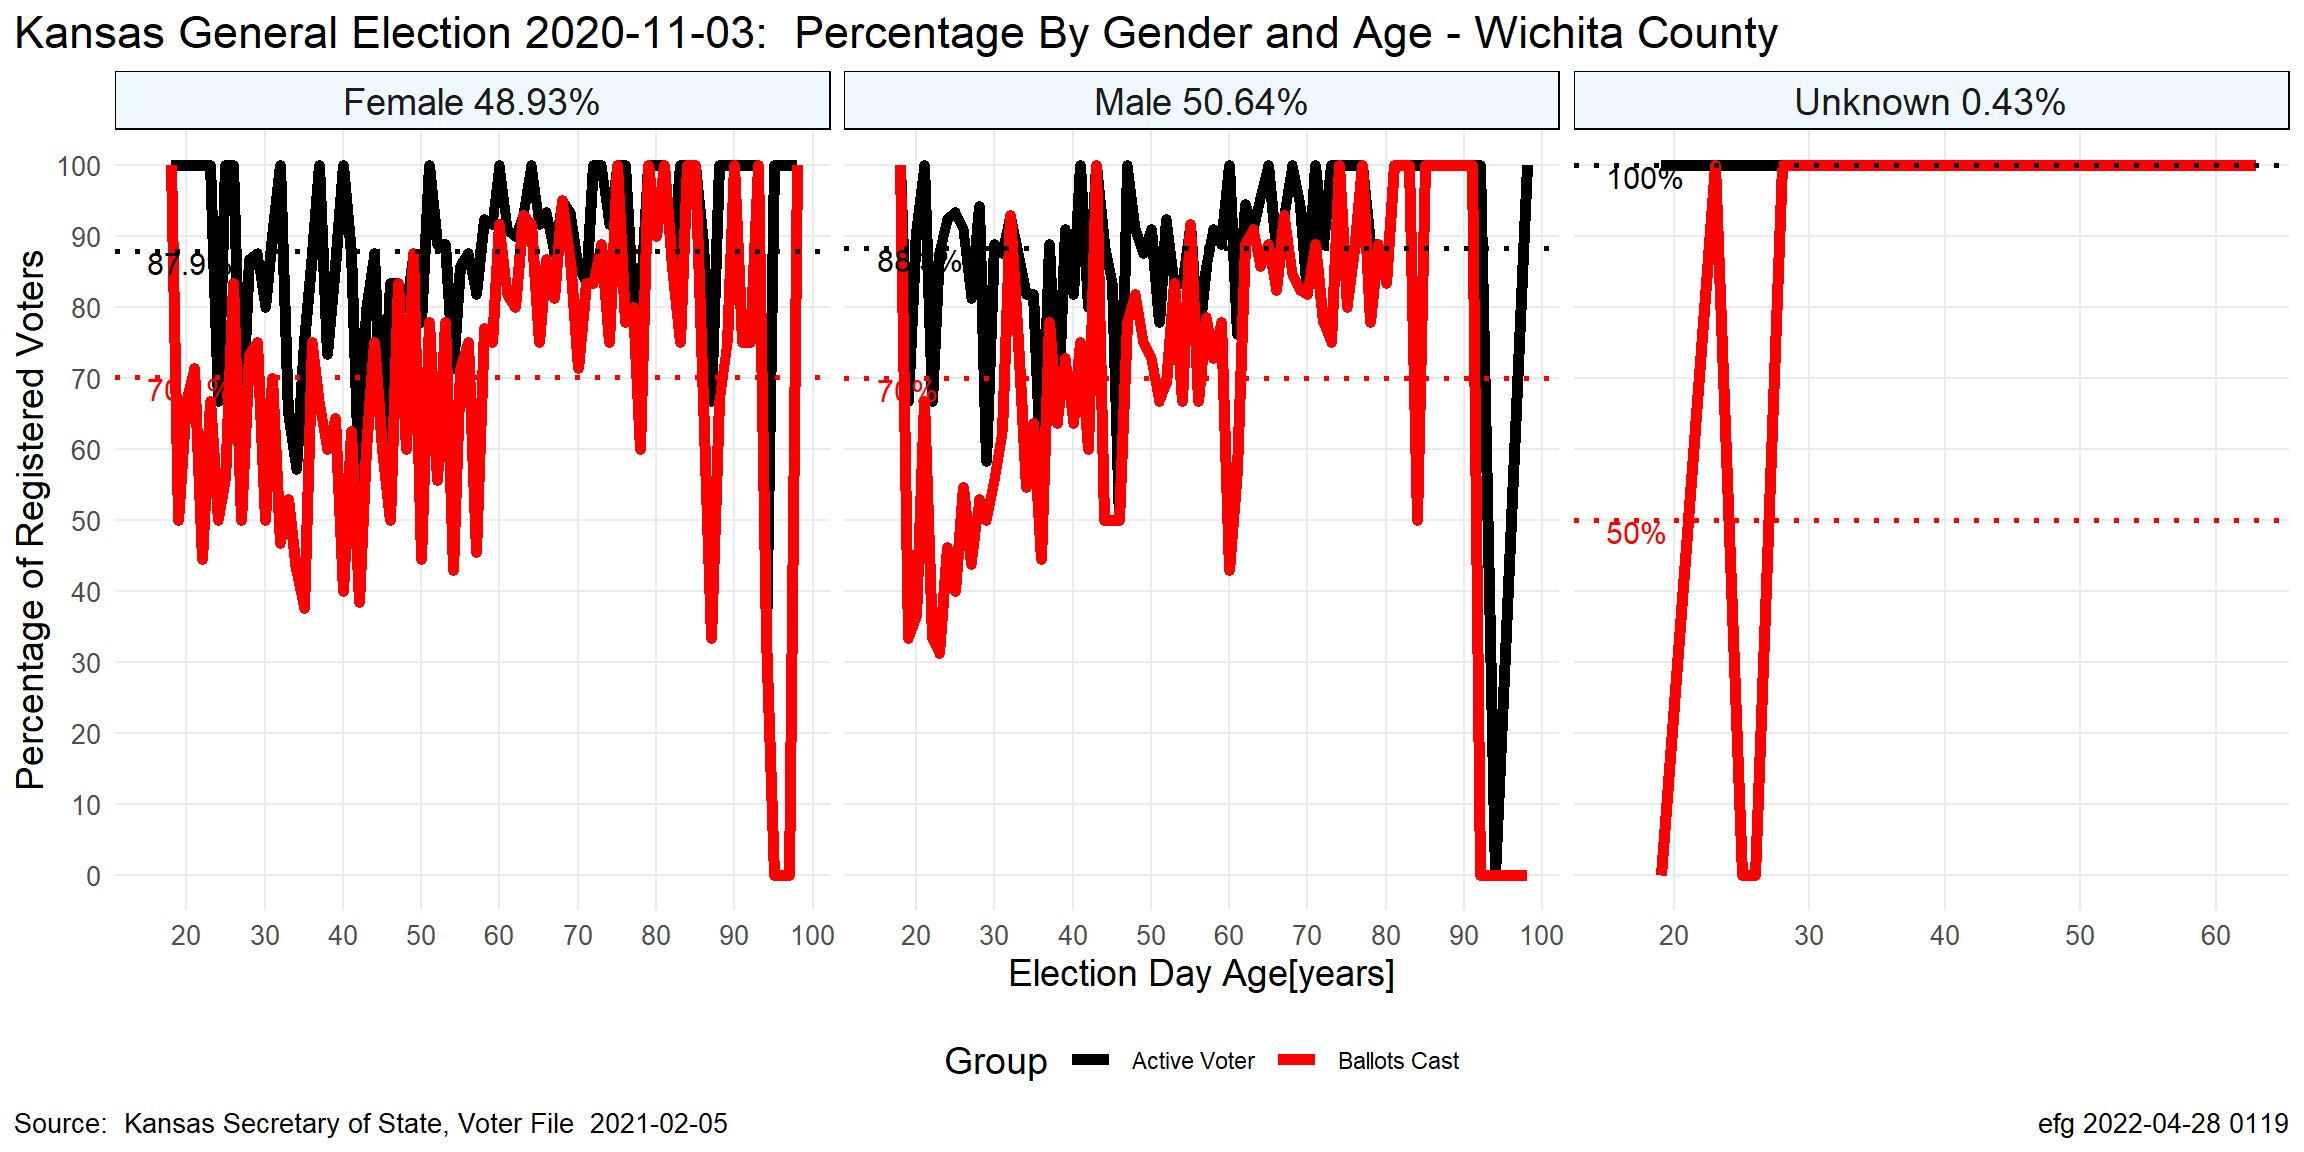 Kansas General Election 2020-11-03:  Percentage By Gender and Age - Wichita County
Female 48.93%
Male 50.64%
Unknown 0.43%
Percentage of Registered Voters
100
90
80
70
60
50
40
30
20
10
0
100%
70%
50%
20 30 40 50 60 70 80 90 100
20 30 40 50 60 70 80 90 100
20 30 40 50 60
Election Day Age[years]
Group Active Voter Ballots Cast
Source:  Kansas Secretary of State, Voter File  2021-02-05
efg 2022-04-28 0119